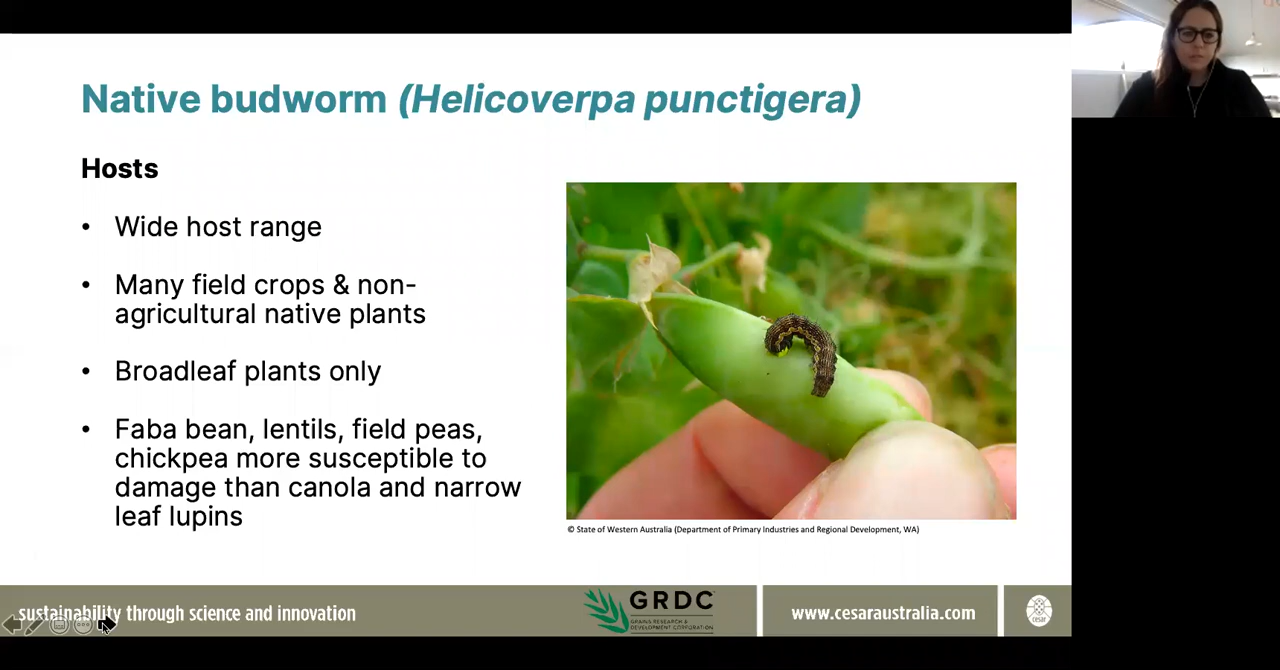 Native budworm (Helicoverpa punctigera)
Hosts
• Wide host range
• Many field crops & non-
agricultural native plants
• Broadleaf plants only
• Faba bean, lentils, field peas,
chickpea more susceptible to
damage than canola and narrow
leaf lupins
© State of Western Australia (Department of Primary Industries and Regional Development, WA)
sustainability through science and innovation
GRDC
GRAINS RESEARCH &
DEVELOPMENT CORPORATION
www.cesaraustralia.com
cesar